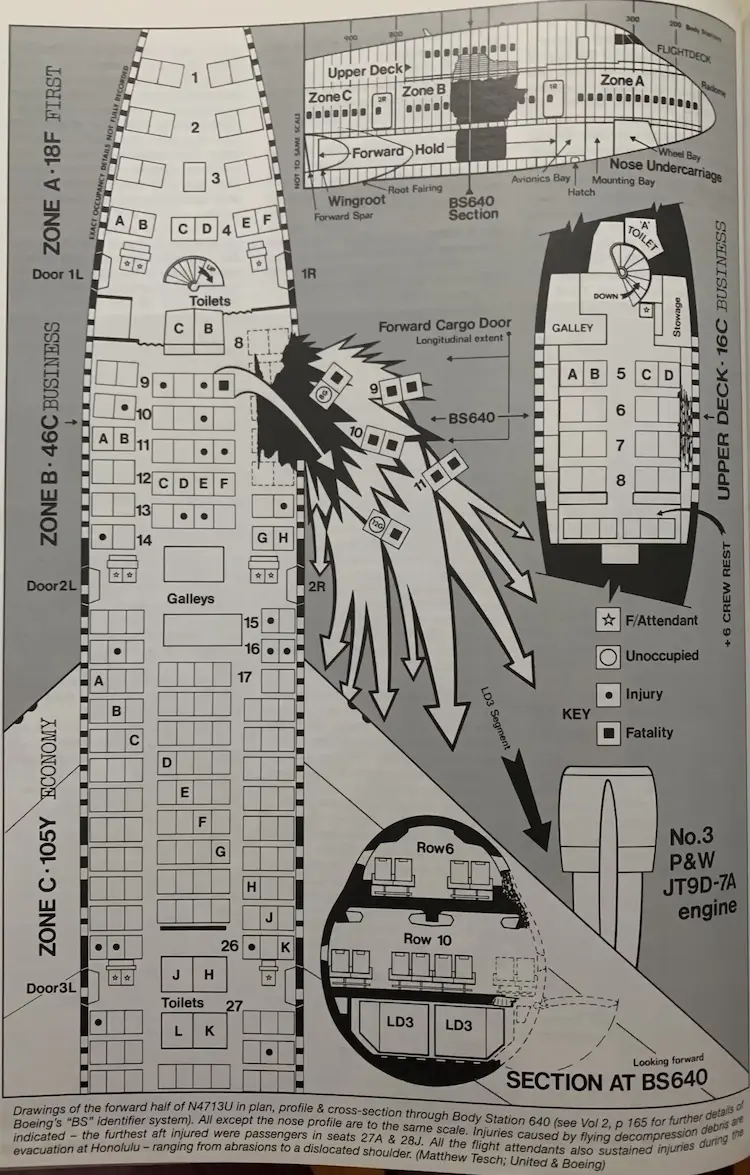 ZONE A · 18F FIRST
EXACT OCCUPANCY DETAILS NOT FULLY RECORDED
1
2
3
A B
C D
4
E F
Door 1L
UP
1R
Toilets
C B
8
ZONE B · 46C BUSINESS
9
10
A B
11
12
C D E F
13
14
G H
Door2L
2R
Galleys
15
16
17
A
B
C
D
E
F
G
H
J
ZONE C · 105Y ECONOMY
26
K
Door3L
J H
Toilets
27
L K
900
800
300
200 Body Station
FLIGHTDECK
Upper Deck
Radome
Zone C
2R
Zone B
1R
Zone A
NOT TO SAME SCALE
Forward Hold
Wheel Bay
Nose Undercarriage
Mounting Bay
Avionics Bay
Hatch
Root Fairing
Wingroot
Forward Spar
BS640
Section
Forward Cargo Door
Longitudinal extent
BS640
9
10
11
12G
'A'
TOILET
DOWN
Stowage
GALLEY
A B 5 C D
6
7
8
UPPER DECK · 16C BUSINESS
+6 CREW REST
F/Attendant
Unoccupied
Injury
KEY
Fatality
LD3 Segment
No.3
P&W
JT9D-7A
engine
Row6
Row 10
LD3
LD3
Looking forward
SECTION AT BS640
Drawings of the forward half of N4713U in plan, profile & cross-section through Body Station 640 (see Vol 2, p 165 for further details of
Boeing's "BS" identifier system). All except the nose profile are to the same scale. Injuries caused by flying decompression debris are
indicated – the furthest aft injured were passengers in seats 27A & 28J. All the flight attendants also sustained injuries during the
evacuation at Honolulu – ranging from abrasions to a dislocated shoulder. (Matthew Tesch; United & Boeing)